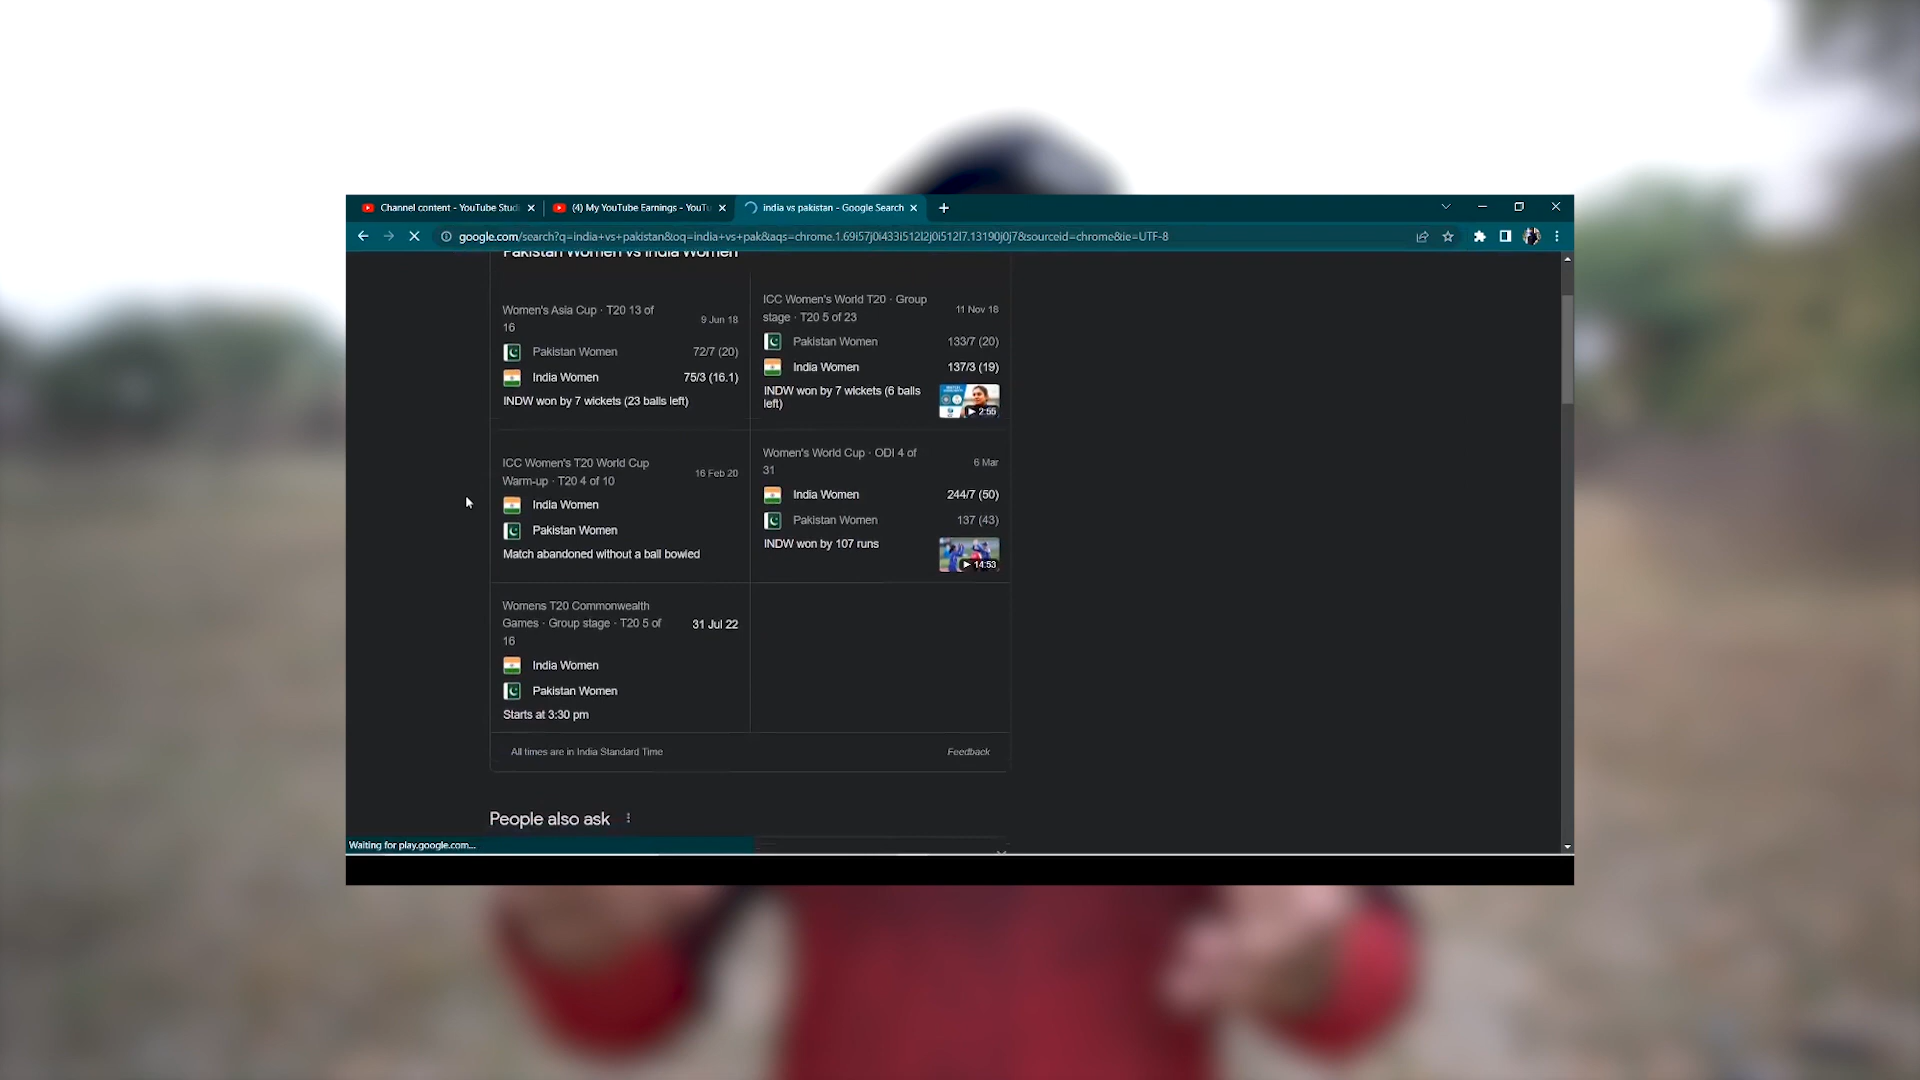 Channel content - YouTube Studi
(4) My YouTube Earnings - YouTu
india vs pakistan - Google Search
google.com/search?q=india+vs+pakistan&oq=india+vs+pak&aqs=chrome.1.69i57j0i433i512l2j0i512l7.13190j0j7&sourceid=chrome&ie=UTF-8
Pakistan Women vs India Women
Women's Asia Cup · T20 13 of
16
9 Jun 18
Pakistan Women 72/7 (20)
India Women 75/3 (16.1)
INDW won by 7 wickets (23 balls left)
ICC Women's World T20 · Group
stage · T20 5 of 23
11 Nov 18
Pakistan Women 133/7 (20)
India Women 137/3 (19)
INDW won by 7 wickets (6 balls
left)
2:55
ICC Women's T20 World Cup
Warm-up · T20 4 of 10
16 Feb 20
India Women
Pakistan Women
Match abandoned without a ball bowled
Women's World Cup · ODI 4 of
31
6 Mar
India Women 244/7 (50)
Pakistan Women 137 (43)
INDW won by 107 runs
14:53
Womens T20 Commonwealth
Games · Group stage · T20 5 of
16
31 Jul 22
India Women
Pakistan Women
Starts at 3:30 pm
All times are in India Standard Time
Feedback
People also ask
Waiting for play.google.com...